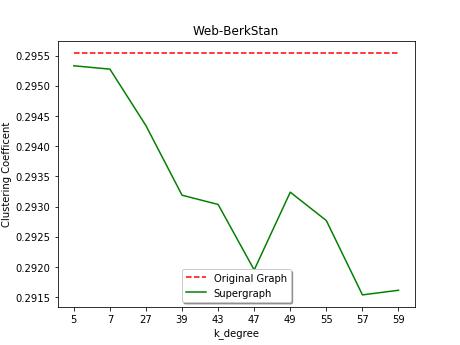 Web-BerkStan
0.2955
0.2950
0.2945
0.2940
0.2935
0.2930
0.2925
0.2920
0.2915
Clustering Coefficent
Original Graph
Supergraph
5 7 27 39 43 47 49 55 57 59
k_degree